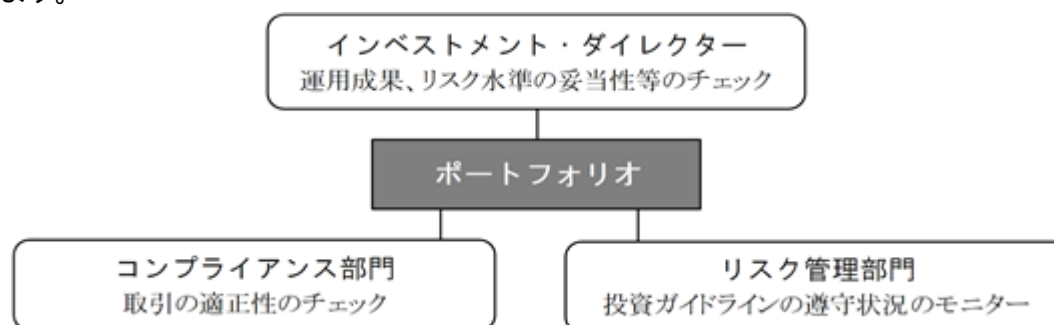 ます。
インベストメント・ダイレクター
運用成果、リスク水準の妥当性等のチェック
ポートフォリオ
コンプライアンス部門
取引の適正性のチェック
リスク管理部門
投資ガイドラインの遵守状況のモニター